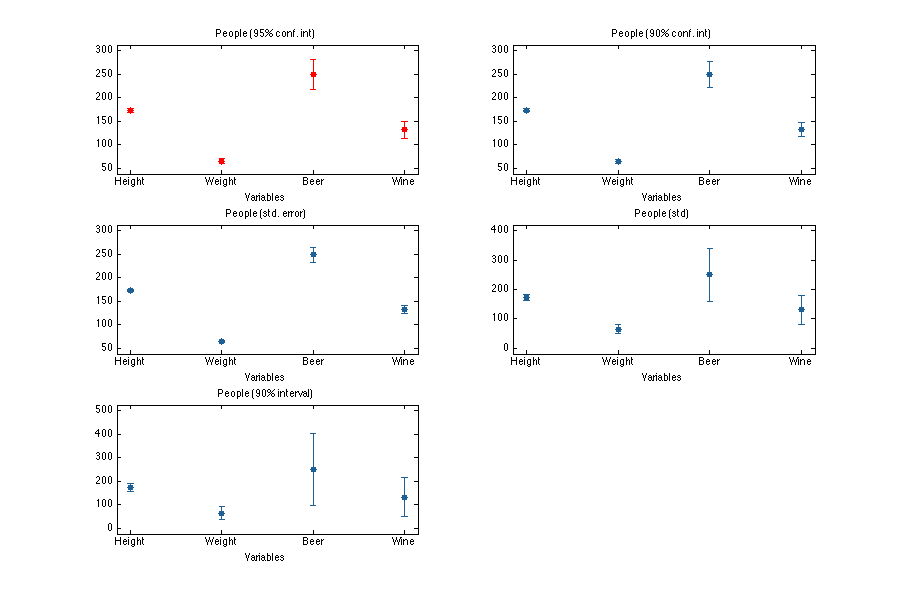 People (95% conf. int)
300
250
200
150
100
50
Height Weight Beer Wine
Variables
People (90% conf. int)
300
250
200
150
100
50
Height Weight Beer Wine
Variables
People (std. error)
300
250
200
150
100
50
Height Weight Beer Wine
Variables
People (std)
400
300
200
100
0
Height Weight Beer Wine
Variables
People (90% interval)
500
400
300
200
100
0
Height Weight Beer Wine
Variables